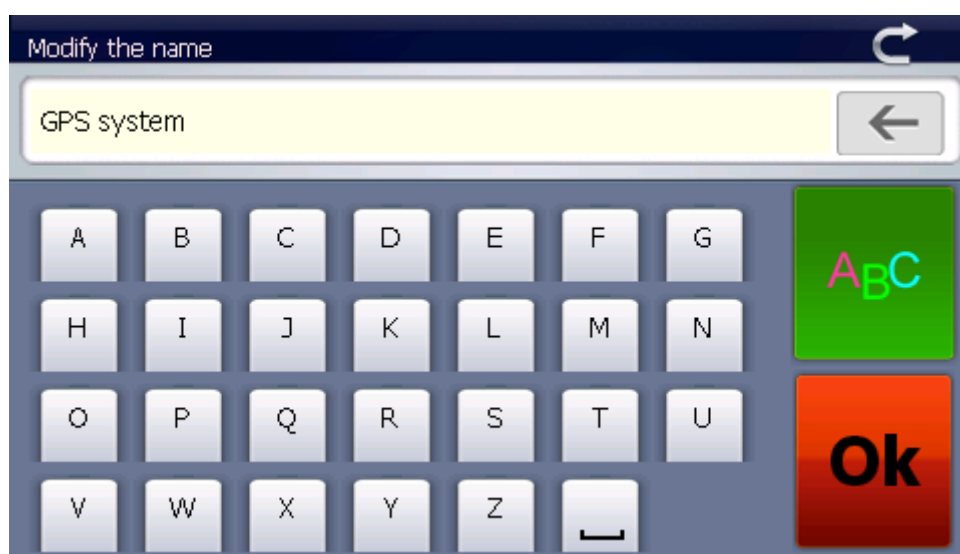 Modify the name
GPS system
A B C D E F G
ABC
H I J K L M N
O P Q R S T U
Ok
V W X Y Z